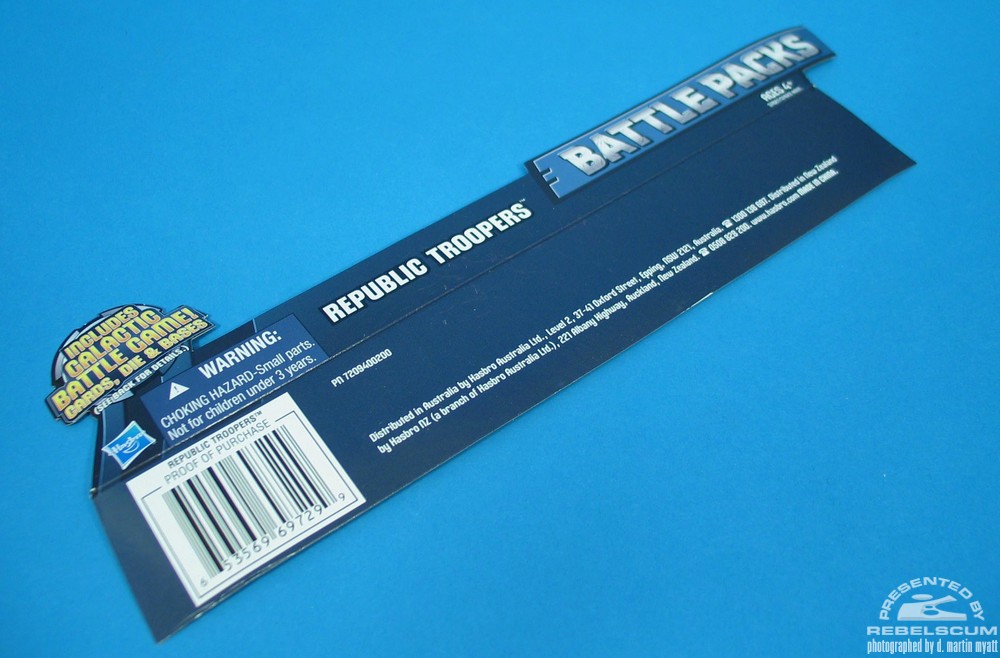 BATTLE PACKS
AGES 4+
REPUBLIC TROOPERS™
INCLUDES
GALACTIC
BATTLE GAME!
CARDS, DIE & BASES
(SEE BACK FOR DETAILS.)
WARNING:
CHOKING HAZARD-Small parts.
Not for children under 3 years.
Hasbro
PN 7209400200
Distributed in Australia by Hasbro Australia Ltd., Level 2, 37-41 Oxford Street, Epping, NSW 2121, Australia. ☎ 1300 138 697. Distributed in New Zealand
by Hasbro NZ (a branch of Hasbro Australia Ltd.), 221 Albany Highway, Auckland, New Zealand. ☎ 0508 828 200. www.hasbro.com MADE IN CHINA.
REPUBLIC TROOPERS™
PROOF OF PURCHASE
6 53569 69729 9
PRESENTED BY
REBELSCUM
photographed by d. martin myatt